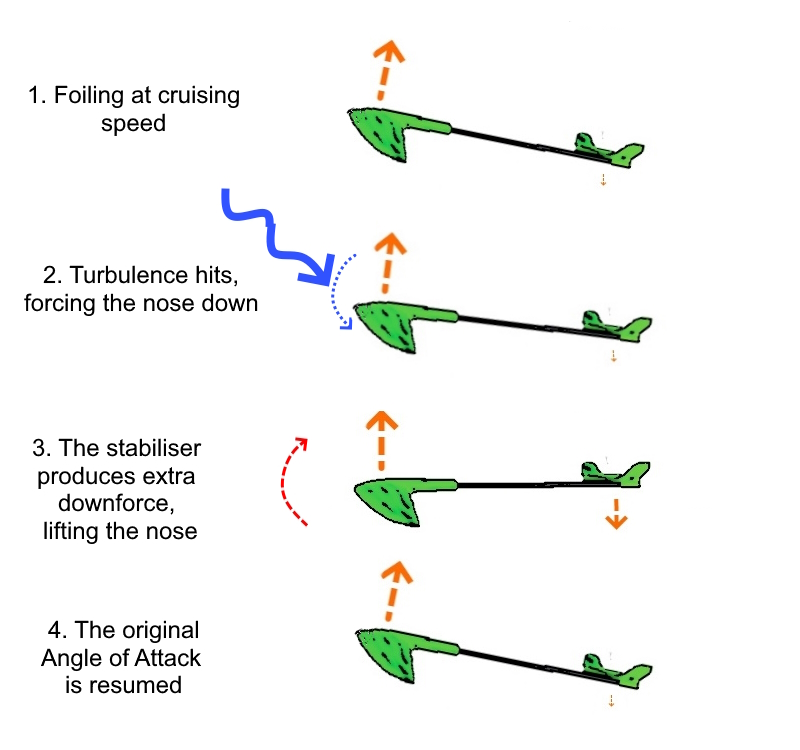 1. Foiling at cruising
speed
2. Turbulence hits,
forcing the nose down
3. The stabiliser
produces extra
downforce,
lifting the nose
4. The original
Angle of Attack
is resumed